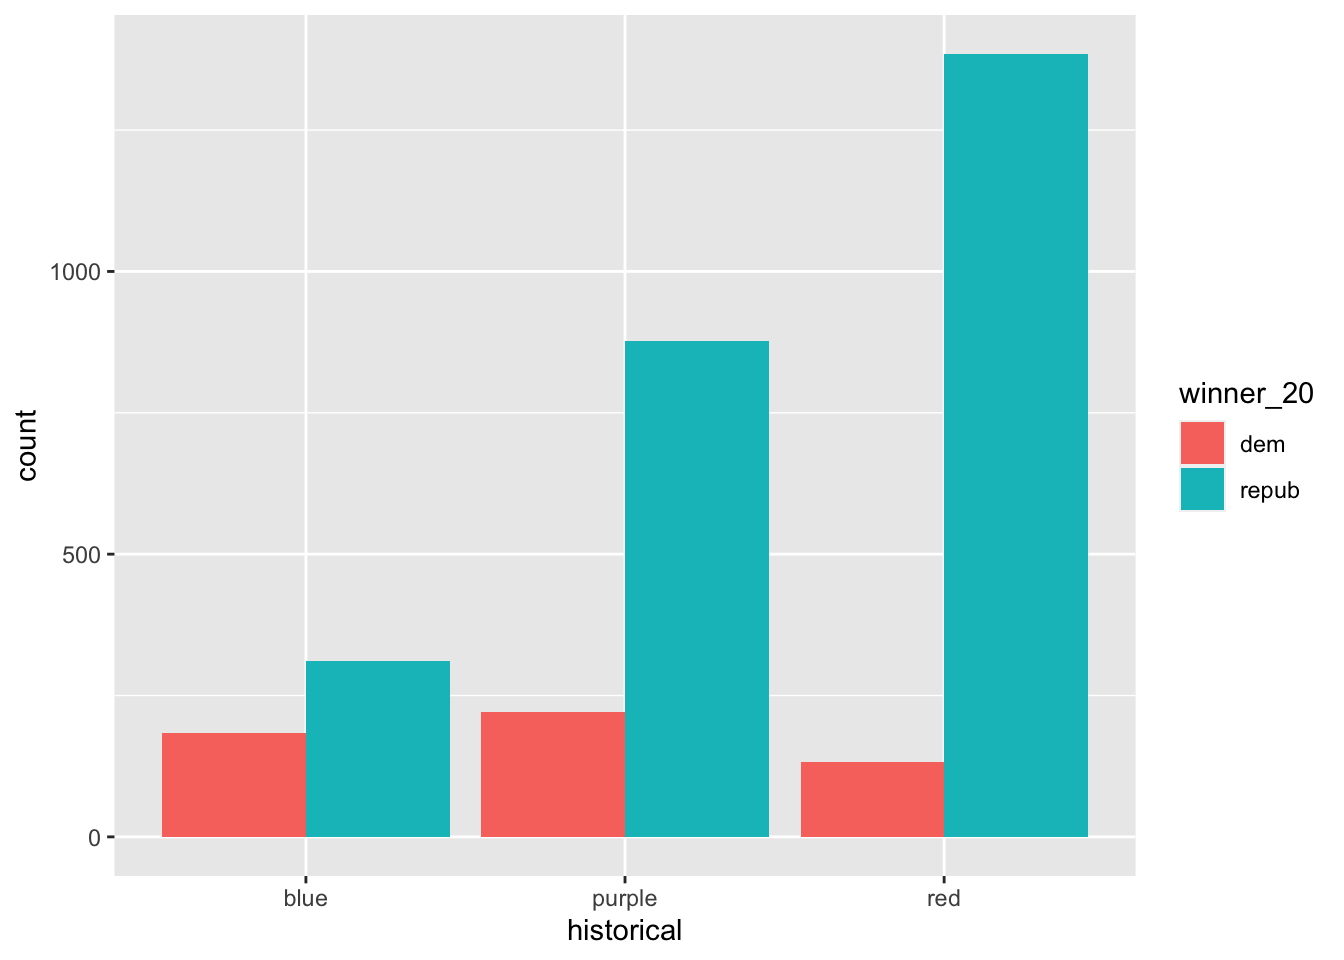 1000
500
0
count
blue purple red
historical
winner_20
dem
repub